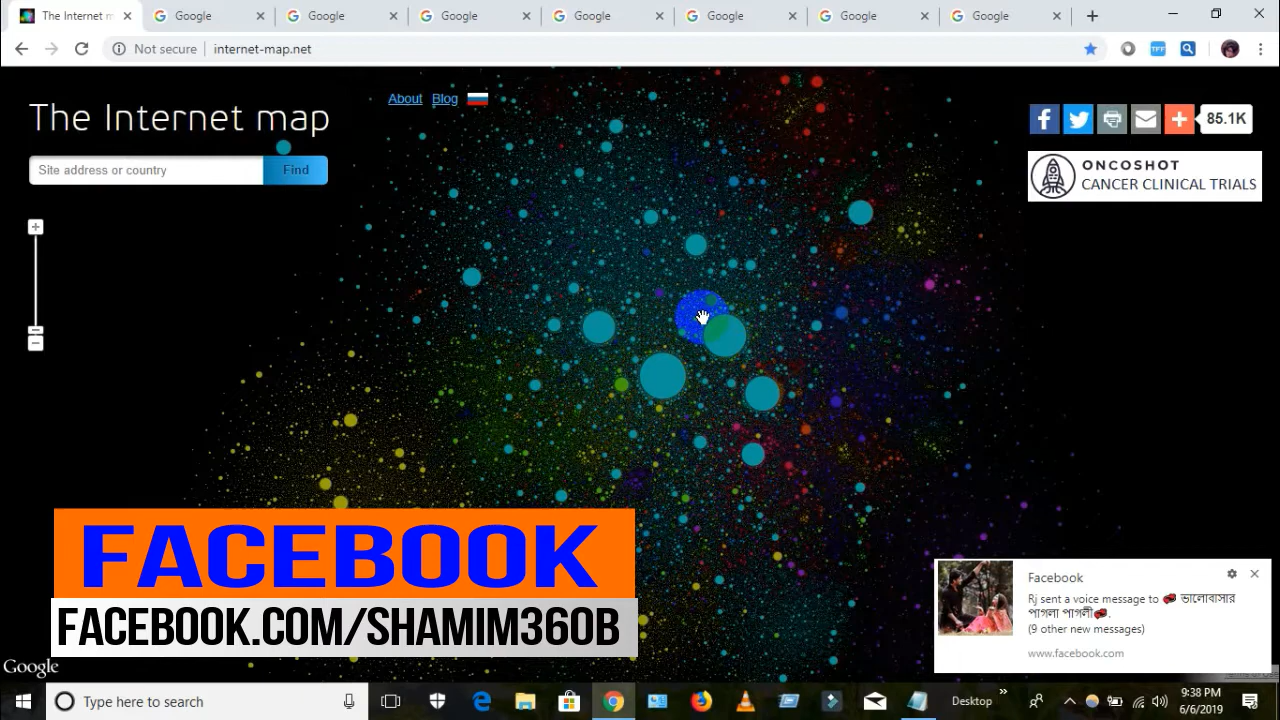 The Internet m
Google
Google
Google
Google
Google
Google
Google
Not secure
internet-map.net
The Internet map
About
Blog
Site address or country
Find
85.1K
ONCOSHOT
CANCER CLINICAL TRIALS
FACEBOOK
FACEBOOK.COM/SHAMIM360B
Facebook
Rj sent a voice message to ভালোবাসার
পাগলা পাগলী.
(9 other new messages)
www.facebook.com
Google
Type here to search
Desktop
9:38 PM
6/6/2019